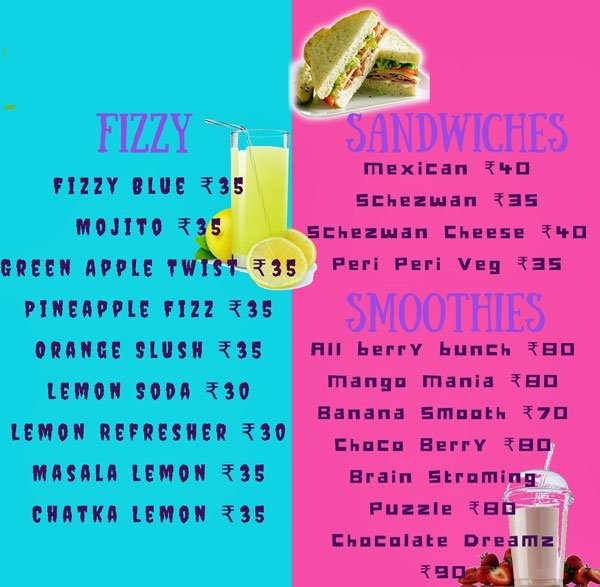 FIZZY
FIZZY BLUE ₹35
MOJITO ₹35
GREEN APPLE TWIST ₹35
PINEAPPLE FIZZ ₹35
ORANGE SLUSH ₹35
LEMON SODA ₹30
LEMON REFRESHER ₹30
MASALA LEMON ₹35
CHATKA LEMON ₹35
SANDWICHES
Mexican ₹40
Schezwan ₹35
Schezwan Cheese ₹40
Peri Peri Veg ₹35
SMOOTHIES
All berry bunch ₹80
Mango Mania ₹80
Banana Smooth ₹70
Choco Berry ₹80
Brain Stroming
Puzzle ₹80
Chocolate Dreamz
₹90